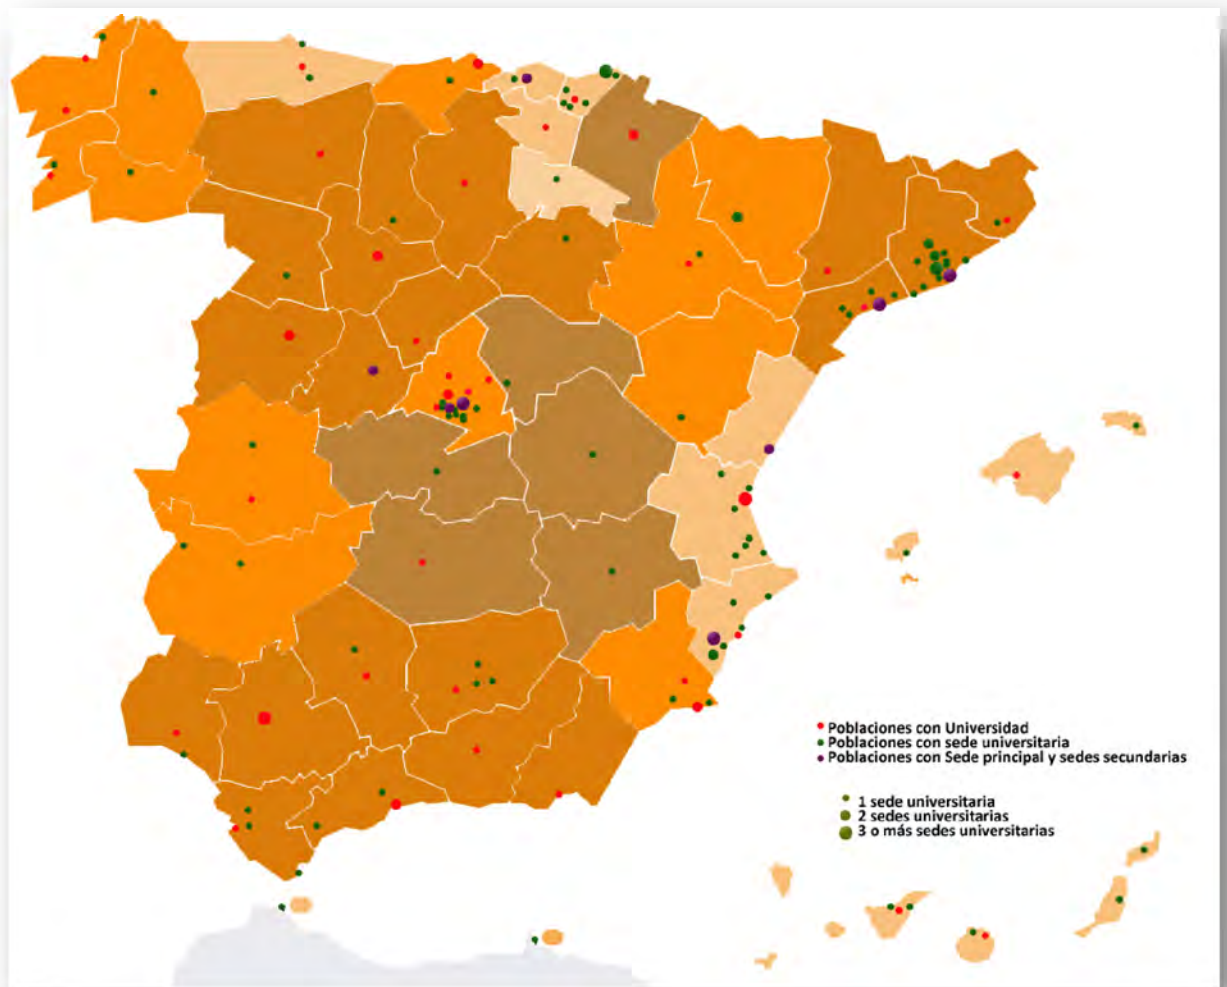 Poblaciones con Universidad
Poblaciones con sede universitaria
Poblaciones con Sede principal y sedes secundarias
1 sede universitaria
2 sedes universitarias
3 o más sedes universitarios